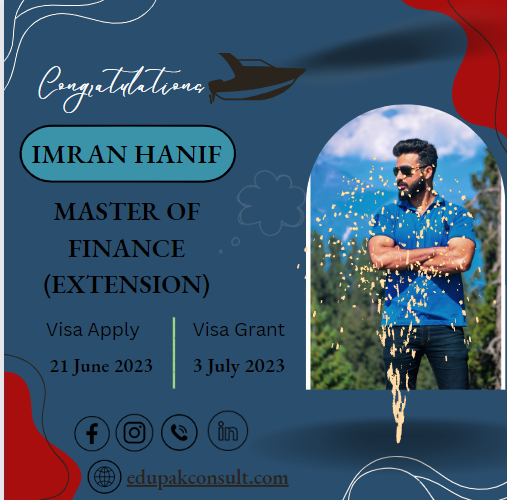 Congratulations
IMRAN HANIF
MASTER OF
FINANCE
(EXTENSION)
Visa Apply
Visa Grant
21 June 2023
3 July 2023
in
edupakconsult.com